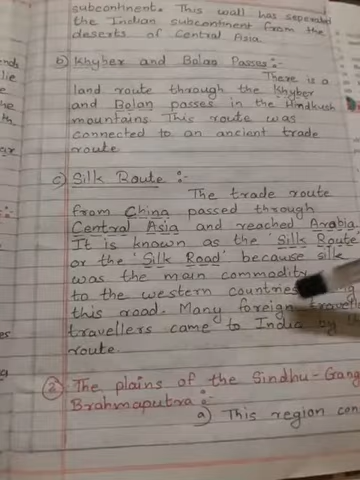 subcontinent. This wall has seperated
the Indian subcontinent from the
deserts of Central Asia.
b) Khyber and Bolan Passes:-
There is a
land route through the Khyber
and Bolan passes in the Hindkush
mountains. This route was
connected to an ancient trade
route
c) Silk Route :-
The trade route
from China passed through
Central Asia and reached Arabia.
It is known as the 'Silk Route'
or the 'Silk Road' because silk
was the main commodity
to the western countries
this road. Many foreign
travellers came to India by
route.
② The plains of the Sindhu-Gang
Brahmaputra :-
a) This region con